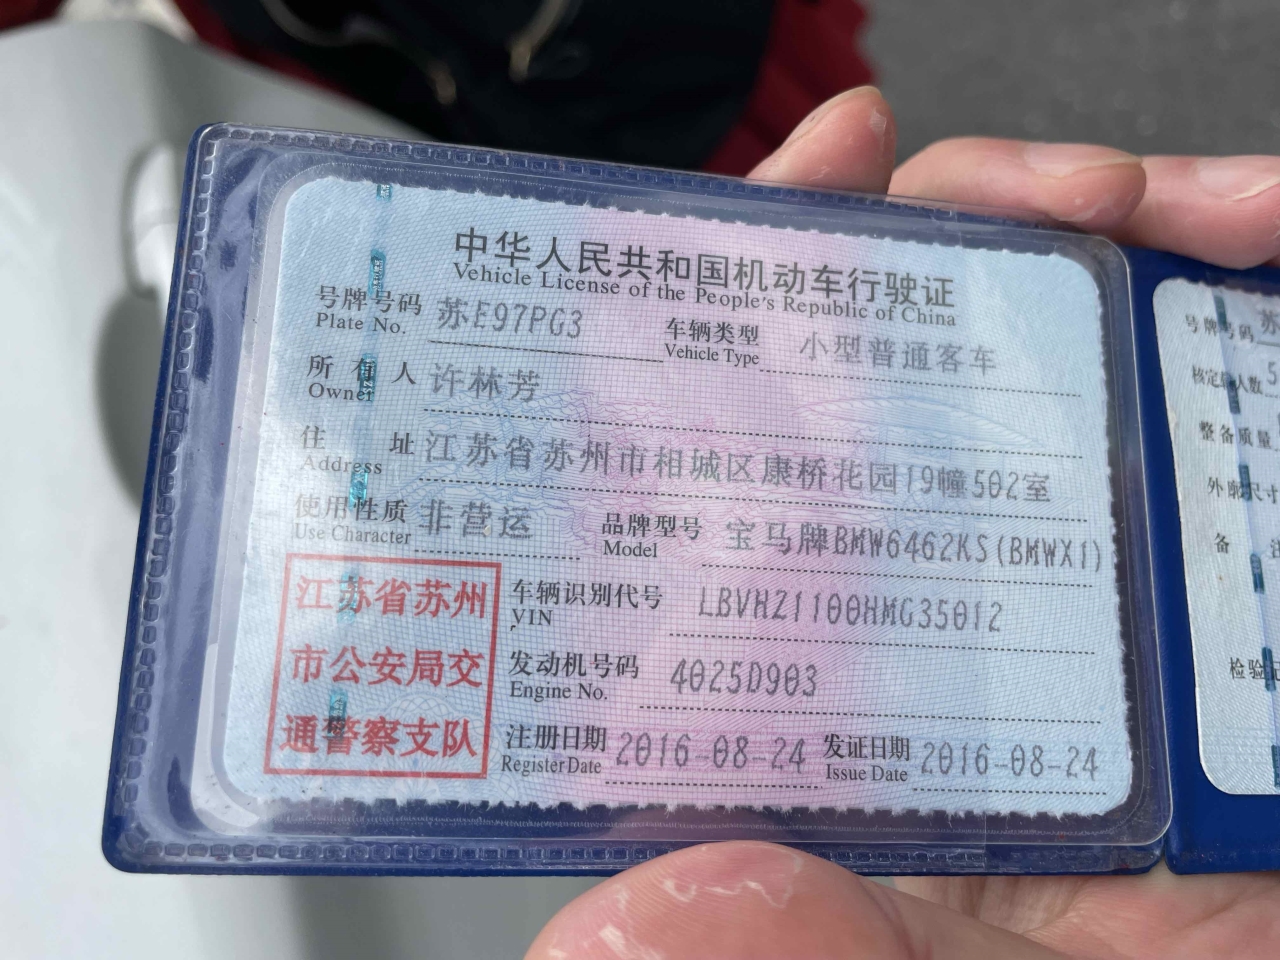 中华人民共和国机动车行驶证
Vehicle License of the People's Republic of China
号牌号码 苏E97PG3 车辆类型 小型普通客车
Plate No. Vehicle Type
所有人 许林芳
Owner
住址 江苏省苏州市相城区康桥花园19幢502室
Address
使用性质 非营运 品牌型号 宝马牌BMW6462KS(BMWX1)
Use Character Model
江苏省苏州
市公安局交
通警察支队
车辆识别代号 LBVHZ1100HMG35012
VIN
发动机号码 4025D903
Engine No.
注册日期 2016-08-24 发证日期 2016-08-24
Register Date Issue Date
号牌号码 苏
核定 人数 5
整备质量
外廓尺寸
备
检验记